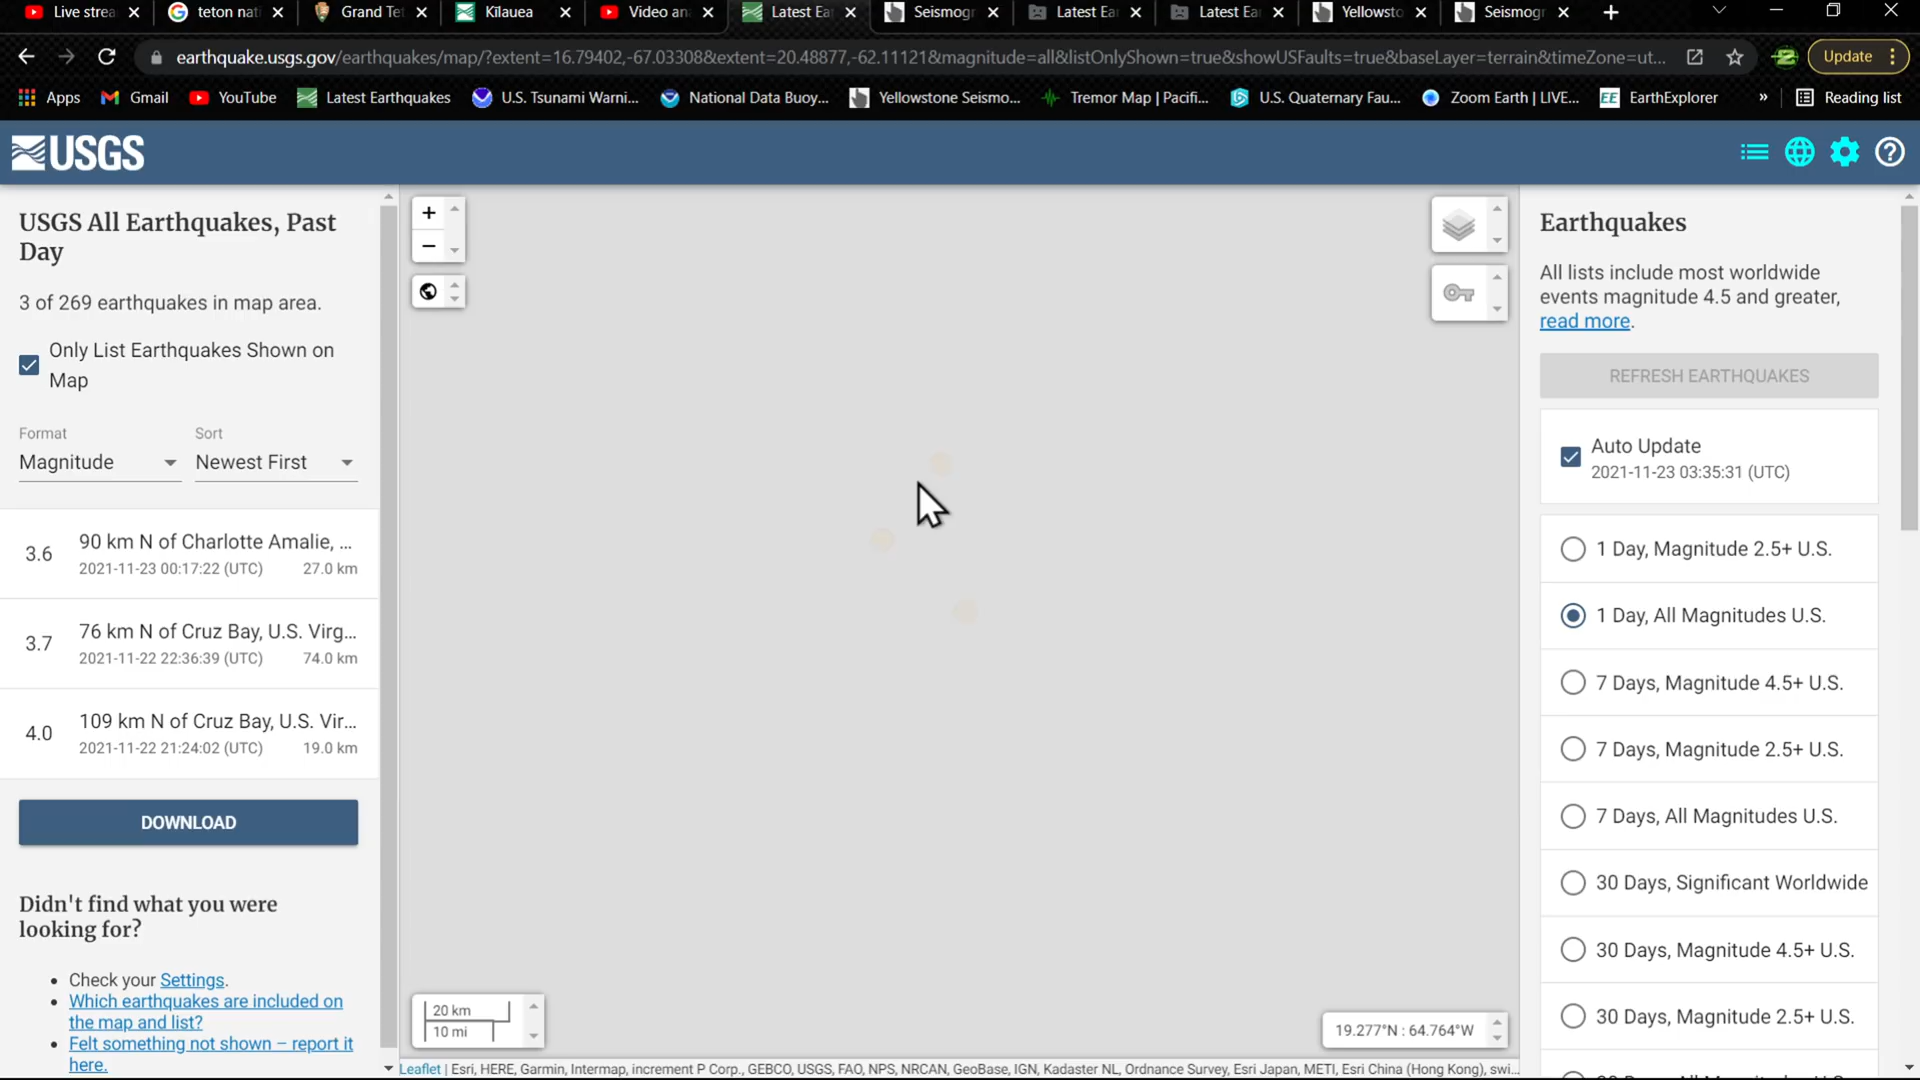 Live strea
teton nati
Grand Tet
Kilauea
Video an
Latest Ea
Seismogr
Latest Ear
Latest Ear
Yellowsto
Seismogr
earthquake.usgs.gov/earthquakes/map/?extent=16.79402,-67.03308&extent=20.48877,-62.11121&magnitude=all&listOnlyShown=true&showUSFaults=true&baseLayer=terrain&timeZone=ut...
Update
Apps
Gmail
YouTube
Latest Earthquakes
U.S. Tsunami Warni...
National Data Buoy...
Yellowstone Seismo...
Tremor Map | Pacifi...
U.S. Quaternary Fau...
Zoom Earth | LIVE...
EE EarthExplorer
»
Reading list
USGS
USGS All Earthquakes, Past
Day
3 of 269 earthquakes in map area.
Only List Earthquakes Shown on
Map
Format
Sort
Magnitude
Newest First
3.6
90 km N of Charlotte Amalie, ...
2021-11-23 00:17:22 (UTC)
27.0 km
3.7
76 km N of Cruz Bay, U.S. Virg...
2021-11-22 22:36:39 (UTC)
74.0 km
4.0
109 km N of Cruz Bay, U.S. Vir...
2021-11-22 21:24:02 (UTC)
19.0 km
DOWNLOAD
Didn't find what you were
looking for?
• Check your Settings.
• Which earthquakes are included on
the map and list?
• Felt something not shown – report it
here.
+
−
20 km
10 mi
19.277°N : 64.764°W
Leaflet | Esri, HERE, Garmin, Intermap, increment P Corp., GEBCO, USGS, FAO, NPS, NRCAN, GeoBase, IGN, Kadaster NL, Ordnance Survey, Esri Japan, METI, Esri China (Hong Kong), swi...
Earthquakes
All lists include most worldwide
events magnitude 4.5 and greater,
read more.
REFRESH EARTHQUAKES
Auto Update
2021-11-23 03:35:31 (UTC)
1 Day, Magnitude 2.5+ U.S.
1 Day, All Magnitudes U.S.
7 Days, Magnitude 4.5+ U.S.
7 Days, Magnitude 2.5+ U.S.
7 Days, All Magnitudes U.S.
30 Days, Significant Worldwide
30 Days, Magnitude 4.5+ U.S.
30 Days, Magnitude 2.5+ U.S.